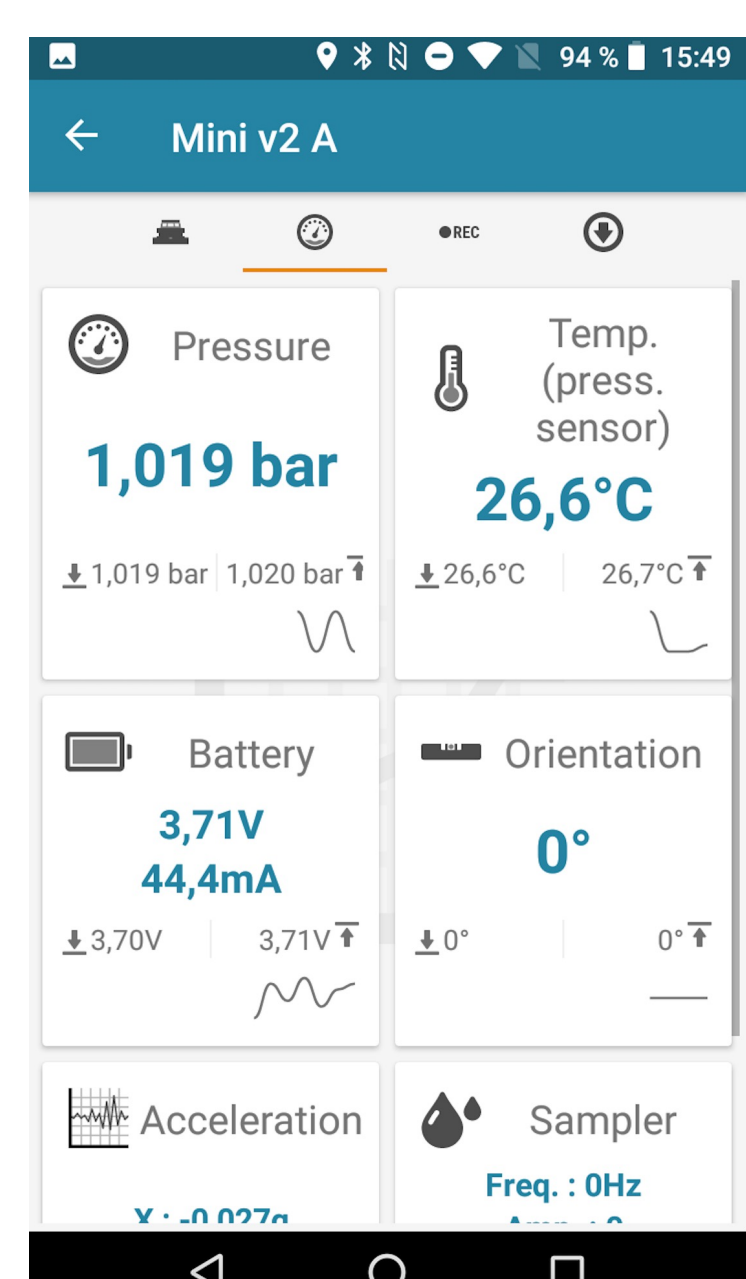 94 % 15:49
Mini v2 A
REC
Pressure
1,019 bar
1,019 bar 1,020 bar
Temp.
(press.
sensor)
26,6°C
26,6°C 26,7°C
Battery
3,71V
44,4mA
3,70V 3,71V
Orientation
0°
0° 0°
Acceleration
X : -0,027g
Sampler
Freq. : 0Hz